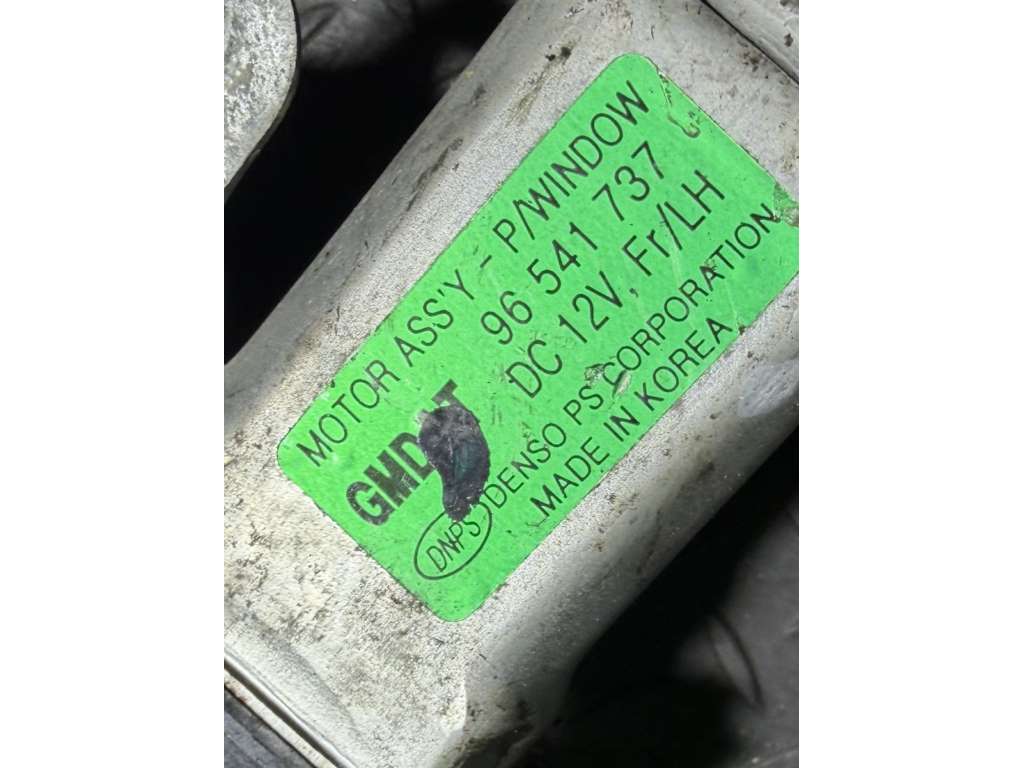 MOTOR ASS'Y - P/WINDOW
96 541 737
DC 12V, Fr/LH
DNPS DENSO PS CORPORATION
MADE IN KOREA